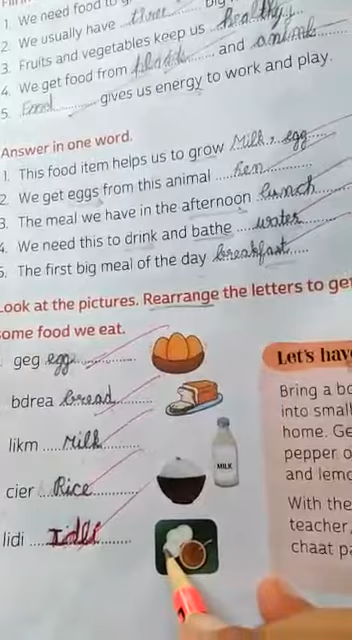 1. We need food to g
2. We usually have three big
3. Fruits and vegetables keep us healthy.
4. We get food from plants and animals
5. Food gives us energy to work and play.
Answer in one word.
1. This food item helps us to grow Milk, egg
2. We get eggs from this animal hen
3. The meal we have in the afternoon lunch
4. We need this to drink and bathe water
5. The first big meal of the day breakfast
Look at the pictures. Rearrange the letters to get
some food we eat.
geg egg
bdrea bread
likm Milk
MILK
cier Rice
lidi Idli
Let's have
Bring a bo
into small
home. Ge
pepper o
and lemo
With the
teacher,
chaat pa